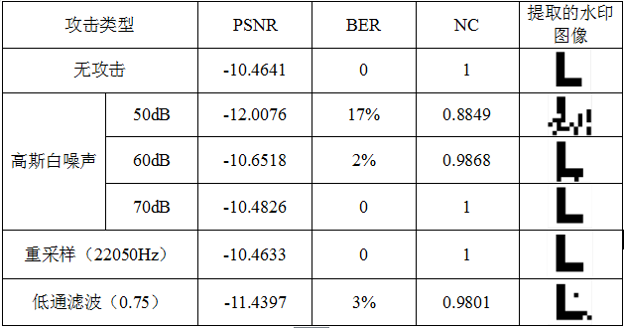 攻击类型 PSNR BER NC 提取的水印
图像
无攻击 -10.4641 0 1
高斯白噪声 50dB -12.0076 17% 0.8849
60dB -10.6518 2% 0.9868
70dB -10.4826 0 1
重采样（22050Hz） -10.4633 0 1
低通滤波（0.75） -11.4397 3% 0.9801